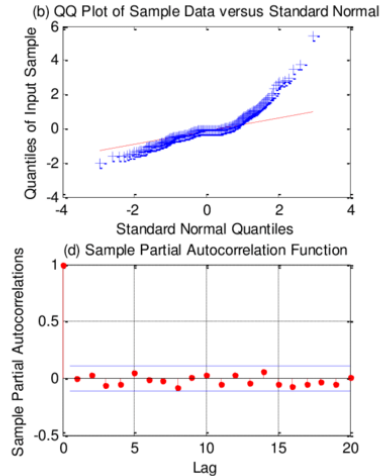 (b) QQ Plot of Sample Data versus Standard Normal
6
4
2
0
-2
-4
-4 -2 0 2 4
Quantiles of Input Sample
Standard Normal Quantiles
(d) Sample Partial Autocorrelation Function
1
0.5
0
-0.5
0 5 10 15 20
Sample Partial Autocorrelations
Lag